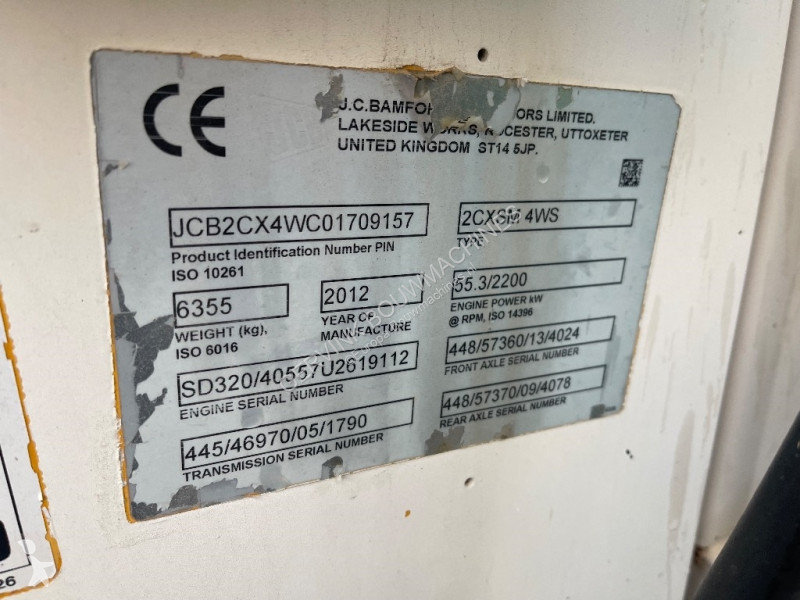 CE
J.C.BAMFOR ORS LIMITED.
LAKESIDE WORKS, ROCESTER, UTTOXETER
UNITED KINGDOM ST14 5JP.
JCB2CX4WC01709157
Product Identification Number PIN
ISO 10261
2CXSM 4WS
TYPE
6355
WEIGHT (kg),
ISO 6016
2012
YEAR OF
MANUFACTURE
55.3/2200
ENGINE POWER kW
@ RPM, ISO 14396
SD320/40557U2619112
ENGINE SERIAL NUMBER
448/57360/13/4024
FRONT AXLE SERIAL NUMBER
445/46970/05/1790
TRANSMISSION SERIAL NUMBER
448/57370/09/4078
REAR AXLE SERIAL NUMBER
26